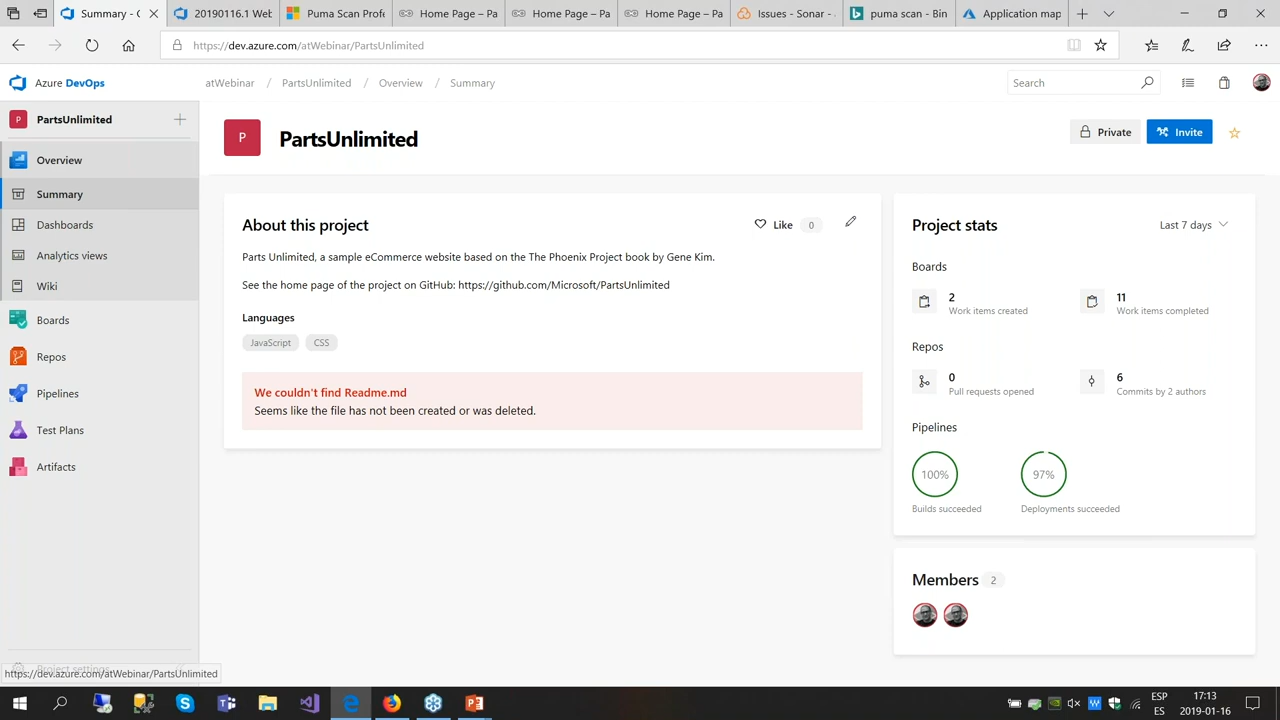 Summary - O
20190116.1 Web
Puma Scan Profe
Home Page – Pa
Home Page – Pa
Home Page – Pa
Issues - Sonar -
puma scan - Bin
Application map
https://dev.azure.com/atWebinar/PartsUnlimited
Azure DevOps
atWebinar / PartsUnlimited / Overview / Summary
Search
P PartsUnlimited
Overview
Summary
Dashboards
Analytics views
Wiki
Boards
Repos
Pipelines
Test Plans
Artifacts
Project settings
https://dev.azure.com/atWebinar/PartsUnlimited
P PartsUnlimited
Private
Invite
About this project
Like 0
Parts Unlimited, a sample eCommerce website based on the The Phoenix Project book by Gene Kim.
See the home page of the project on GitHub: https://github.com/Microsoft/PartsUnlimited
Languages
JavaScript CSS
We couldn't find Readme.md
Seems like the file has not been created or was deleted.
Project stats
Last 7 days
Boards
2
Work items created
11
Work items completed
Repos
0
Pull requests opened
6
Commits by 2 authors
Pipelines
100%
Builds succeeded
97%
Deployments succeeded
Members 2
ESP
ES
17:13
2019-01-16